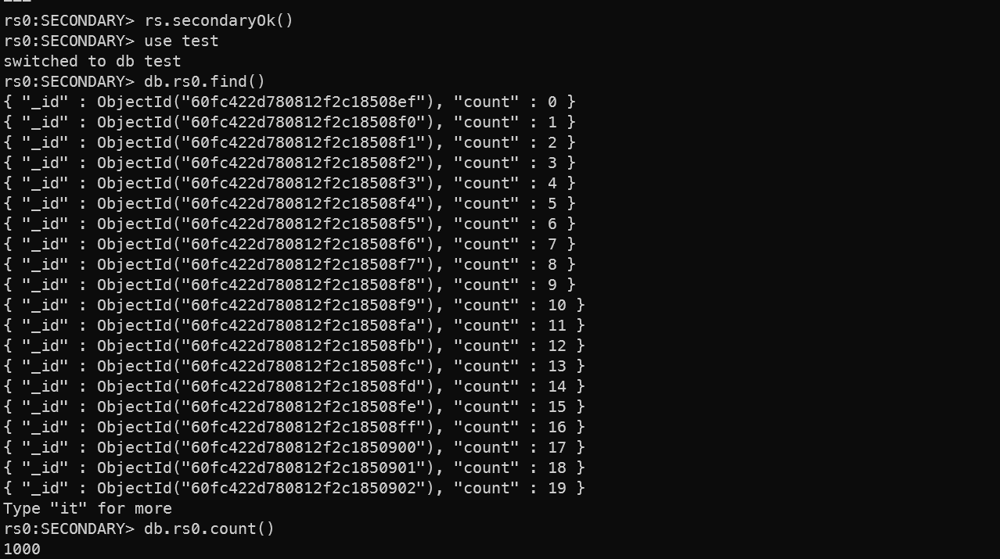 rs0:SECONDARY> rs.secondaryOk()
rs0:SECONDARY> use test
switched to db test
rs0:SECONDARY> db.rs0.find()
{ "_id" : ObjectId("60fc422d780812f2c18508ef"), "count" : 0 }
{ "_id" : ObjectId("60fc422d780812f2c18508f0"), "count" : 1 }
{ "_id" : ObjectId("60fc422d780812f2c18508f1"), "count" : 2 }
{ "_id" : ObjectId("60fc422d780812f2c18508f2"), "count" : 3 }
{ "_id" : ObjectId("60fc422d780812f2c18508f3"), "count" : 4 }
{ "_id" : ObjectId("60fc422d780812f2c18508f4"), "count" : 5 }
{ "_id" : ObjectId("60fc422d780812f2c18508f5"), "count" : 6 }
{ "_id" : ObjectId("60fc422d780812f2c18508f6"), "count" : 7 }
{ "_id" : ObjectId("60fc422d780812f2c18508f7"), "count" : 8 }
{ "_id" : ObjectId("60fc422d780812f2c18508f8"), "count" : 9 }
{ "_id" : ObjectId("60fc422d780812f2c18508f9"), "count" : 10 }
{ "_id" : ObjectId("60fc422d780812f2c18508fa"), "count" : 11 }
{ "_id" : ObjectId("60fc422d780812f2c18508fb"), "count" : 12 }
{ "_id" : ObjectId("60fc422d780812f2c18508fc"), "count" : 13 }
{ "_id" : ObjectId("60fc422d780812f2c18508fd"), "count" : 14 }
{ "_id" : ObjectId("60fc422d780812f2c18508fe"), "count" : 15 }
{ "_id" : ObjectId("60fc422d780812f2c18508ff"), "count" : 16 }
{ "_id" : ObjectId("60fc422d780812f2c1850900"), "count" : 17 }
{ "_id" : ObjectId("60fc422d780812f2c1850901"), "count" : 18 }
{ "_id" : ObjectId("60fc422d780812f2c1850902"), "count" : 19 }
Type "it" for more
rs0:SECONDARY> db.rs0.count()
1000